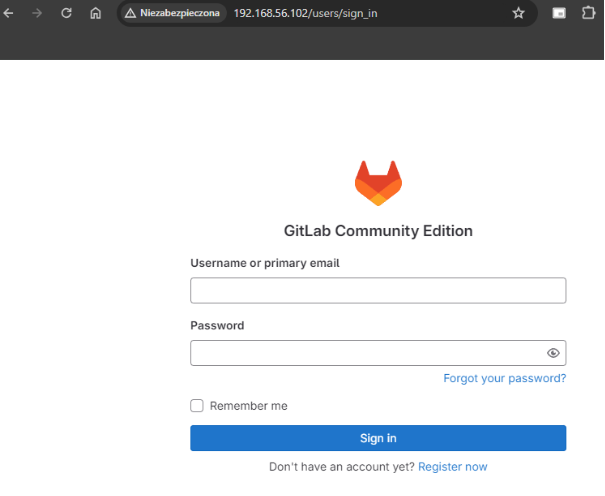 Niezabezpieczona 192.168.56.102/users/sign_in
GitLab Community Edition
Username or primary email
Password
Forgot your password?
Remember me
Sign in
Don't have an account yet? Register now